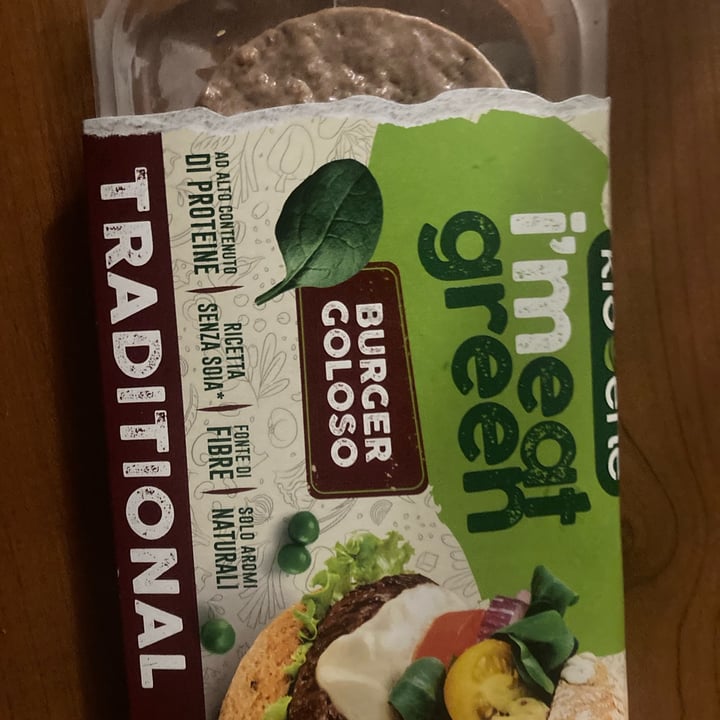 i'meat
green
BURGER
GOLOSO
AD ALTO CONTENUTO
DI PROTEINE
RICETTA
SENZA SOIA*
FONTE DI
FIBRE
SOLO AROMI
NATURALI
TRADITIONAL